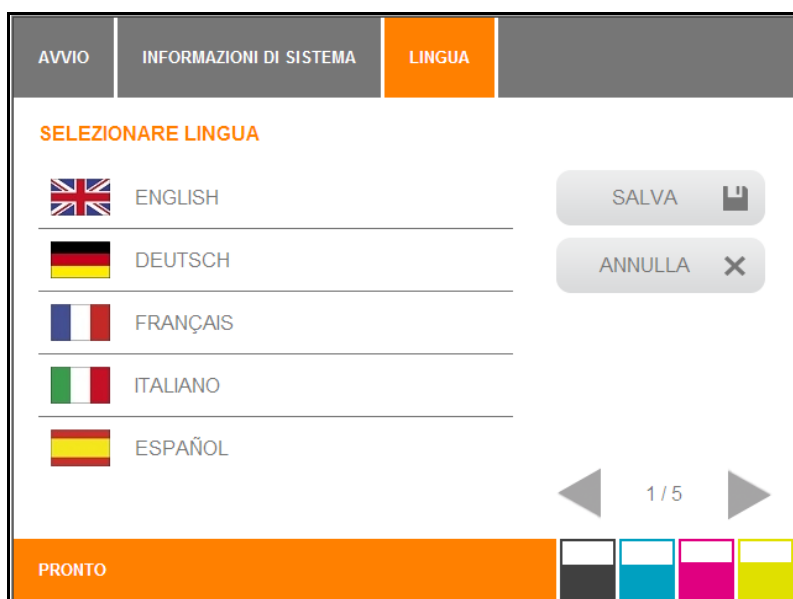 AVVIO
INFORMAZIONI DI SISTEMA
LINGUA
SELEZIONARE LINGUA
ENGLISH
DEUTSCH
FRANÇAIS
ITALIANO
ESPAÑOL
SALVA
ANNULLA
1 / 5
PRONTO